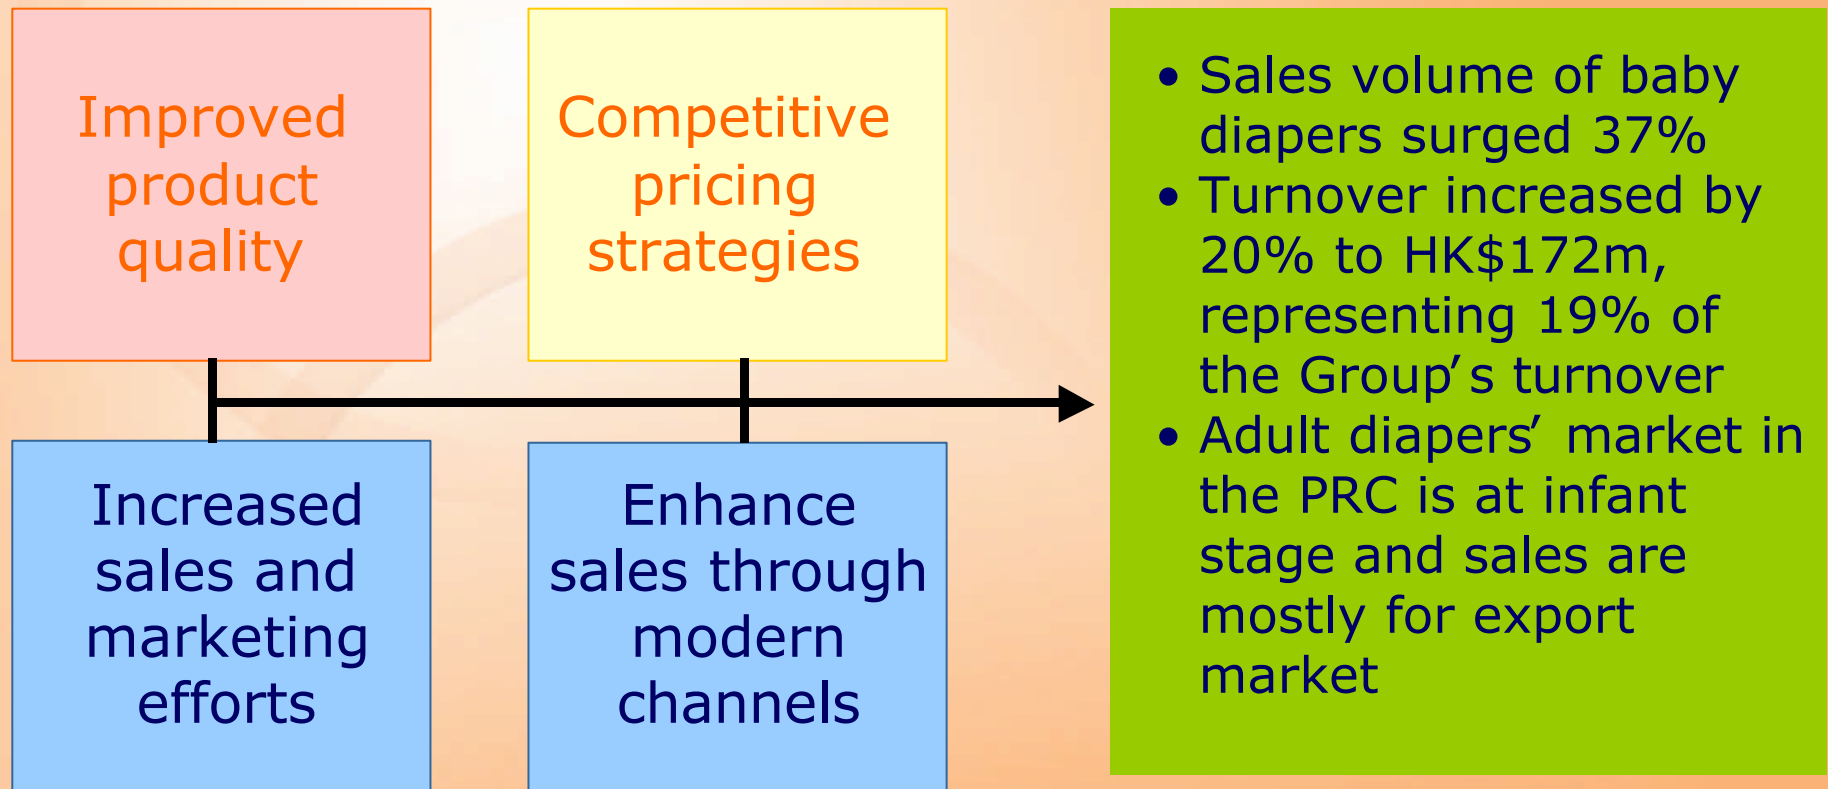 Improved
product
quality
Competitive
pricing
strategies
Increased
sales and
marketing
efforts
Enhance
sales through
modern
channels
• Sales volume of baby
diapers surged 37%
• Turnover increased by
20% to HK$172m,
representing 19% of
the Group’s turnover
• Adult diapers’ market in
the PRC is at infant
stage and sales are
mostly for export
market